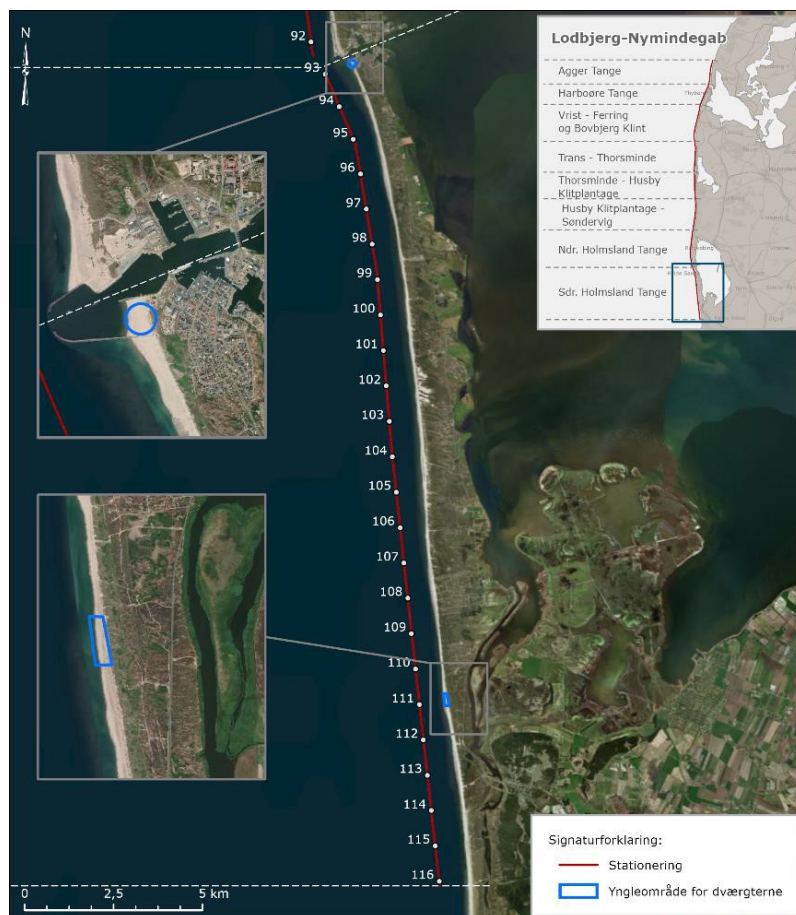 N
92
93
94
95
96
97
98
99
100
101
102
103
104
105
106
107
108
109
110
111
112
113
114
115
116
0
2,5
5 km
Lodbjerg-Nymindegab
Agger Tange
Harboøre Tange
Vrist - Ferring
og Bovbjerg Klint
Trans - Thorsminde
Thorsminde - Husby
Klitplantage
Husby Klitplantage -
Søndervig
Ndr. Holmsland Tange
Sdr. Holmsland Tange
Signaturforklaring:
Stationering
Yngleområde for dværgterne